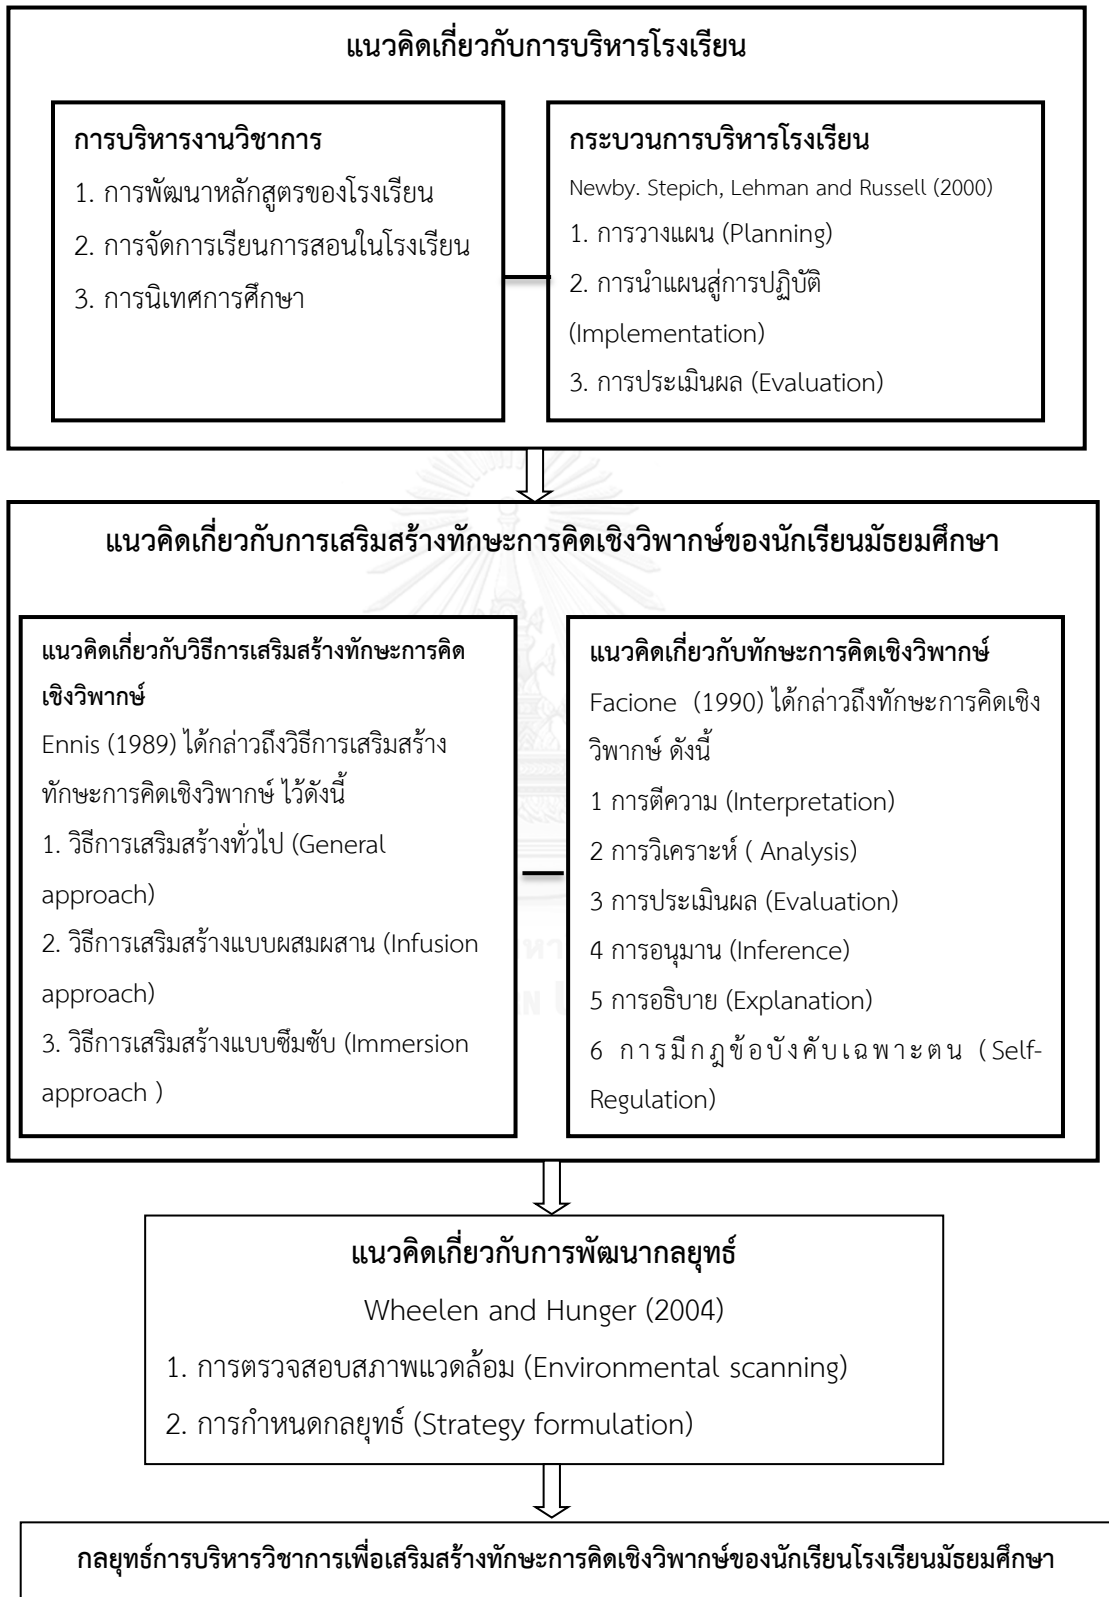 แนวคิดเกี่ยวกับการบริหารโรงเรียน
การบริหารงานวิชาการ
1. การพัฒนาหลักสูตรของโรงเรียน
2. การจัดการเรียนการสอนในโรงเรียน
3. การนิเทศการศึกษา
กระบวนการบริหารโรงเรียน
Newby. Stepich, Lehman and Russell (2000)
1. การวางแผน (Planning)
2. การนำแผนสู่การปฏิบัติ
(Implementation)
3. การประเมินผล (Evaluation)
แนวคิดเกี่ยวกับการเสริมสร้างทักษะการคิดเชิงวิพากษ์ของนักเรียนมัธยมศึกษา
แนวคิดเกี่ยวกับวิธีการเสริมสร้างทักษะการคิด
เชิงวิพากษ์
Ennis (1989) ได้กล่าวถึงวิธีการเสริมสร้าง
ทักษะการคิดเชิงวิพากษ์ ไว้ดังนี้
1. วิธีการเสริมสร้างทั่วไป (General
approach)
2. วิธีการเสริมสร้างแบบผสมผสาน (Infusion
approach)
3. วิธีการเสริมสร้างแบบซึมซับ (Immersion
approach )
แนวคิดเกี่ยวกับทักษะการคิดเชิงวิพากษ์
Facione (1990) ได้กล่าวถึงทักษะการคิดเชิง
วิพากษ์ ดังนี้
1 การตีความ (Interpretation)
2 การวิเคราะห์ ( Analysis)
3 การประเมินผล (Evaluation)
4 การอนุมาน (Inference)
5 การอธิบาย (Explanation)
6 การมีกฎข้อบังคับเฉพาะตน ( Self-
Regulation)
แนวคิดเกี่ยวกับการพัฒนากลยุทธ์
Wheelen and Hunger (2004)
1. การตรวจสอบสภาพแวดล้อม (Environmental scanning)
2. การกำหนดกลยุทธ์ (Strategy formulation)
กลยุทธ์การบริหารวิชาการเพื่อเสริมสร้างทักษะการคิดเชิงวิพากษ์ของนักเรียนโรงเรียนมัธยมศึกษา